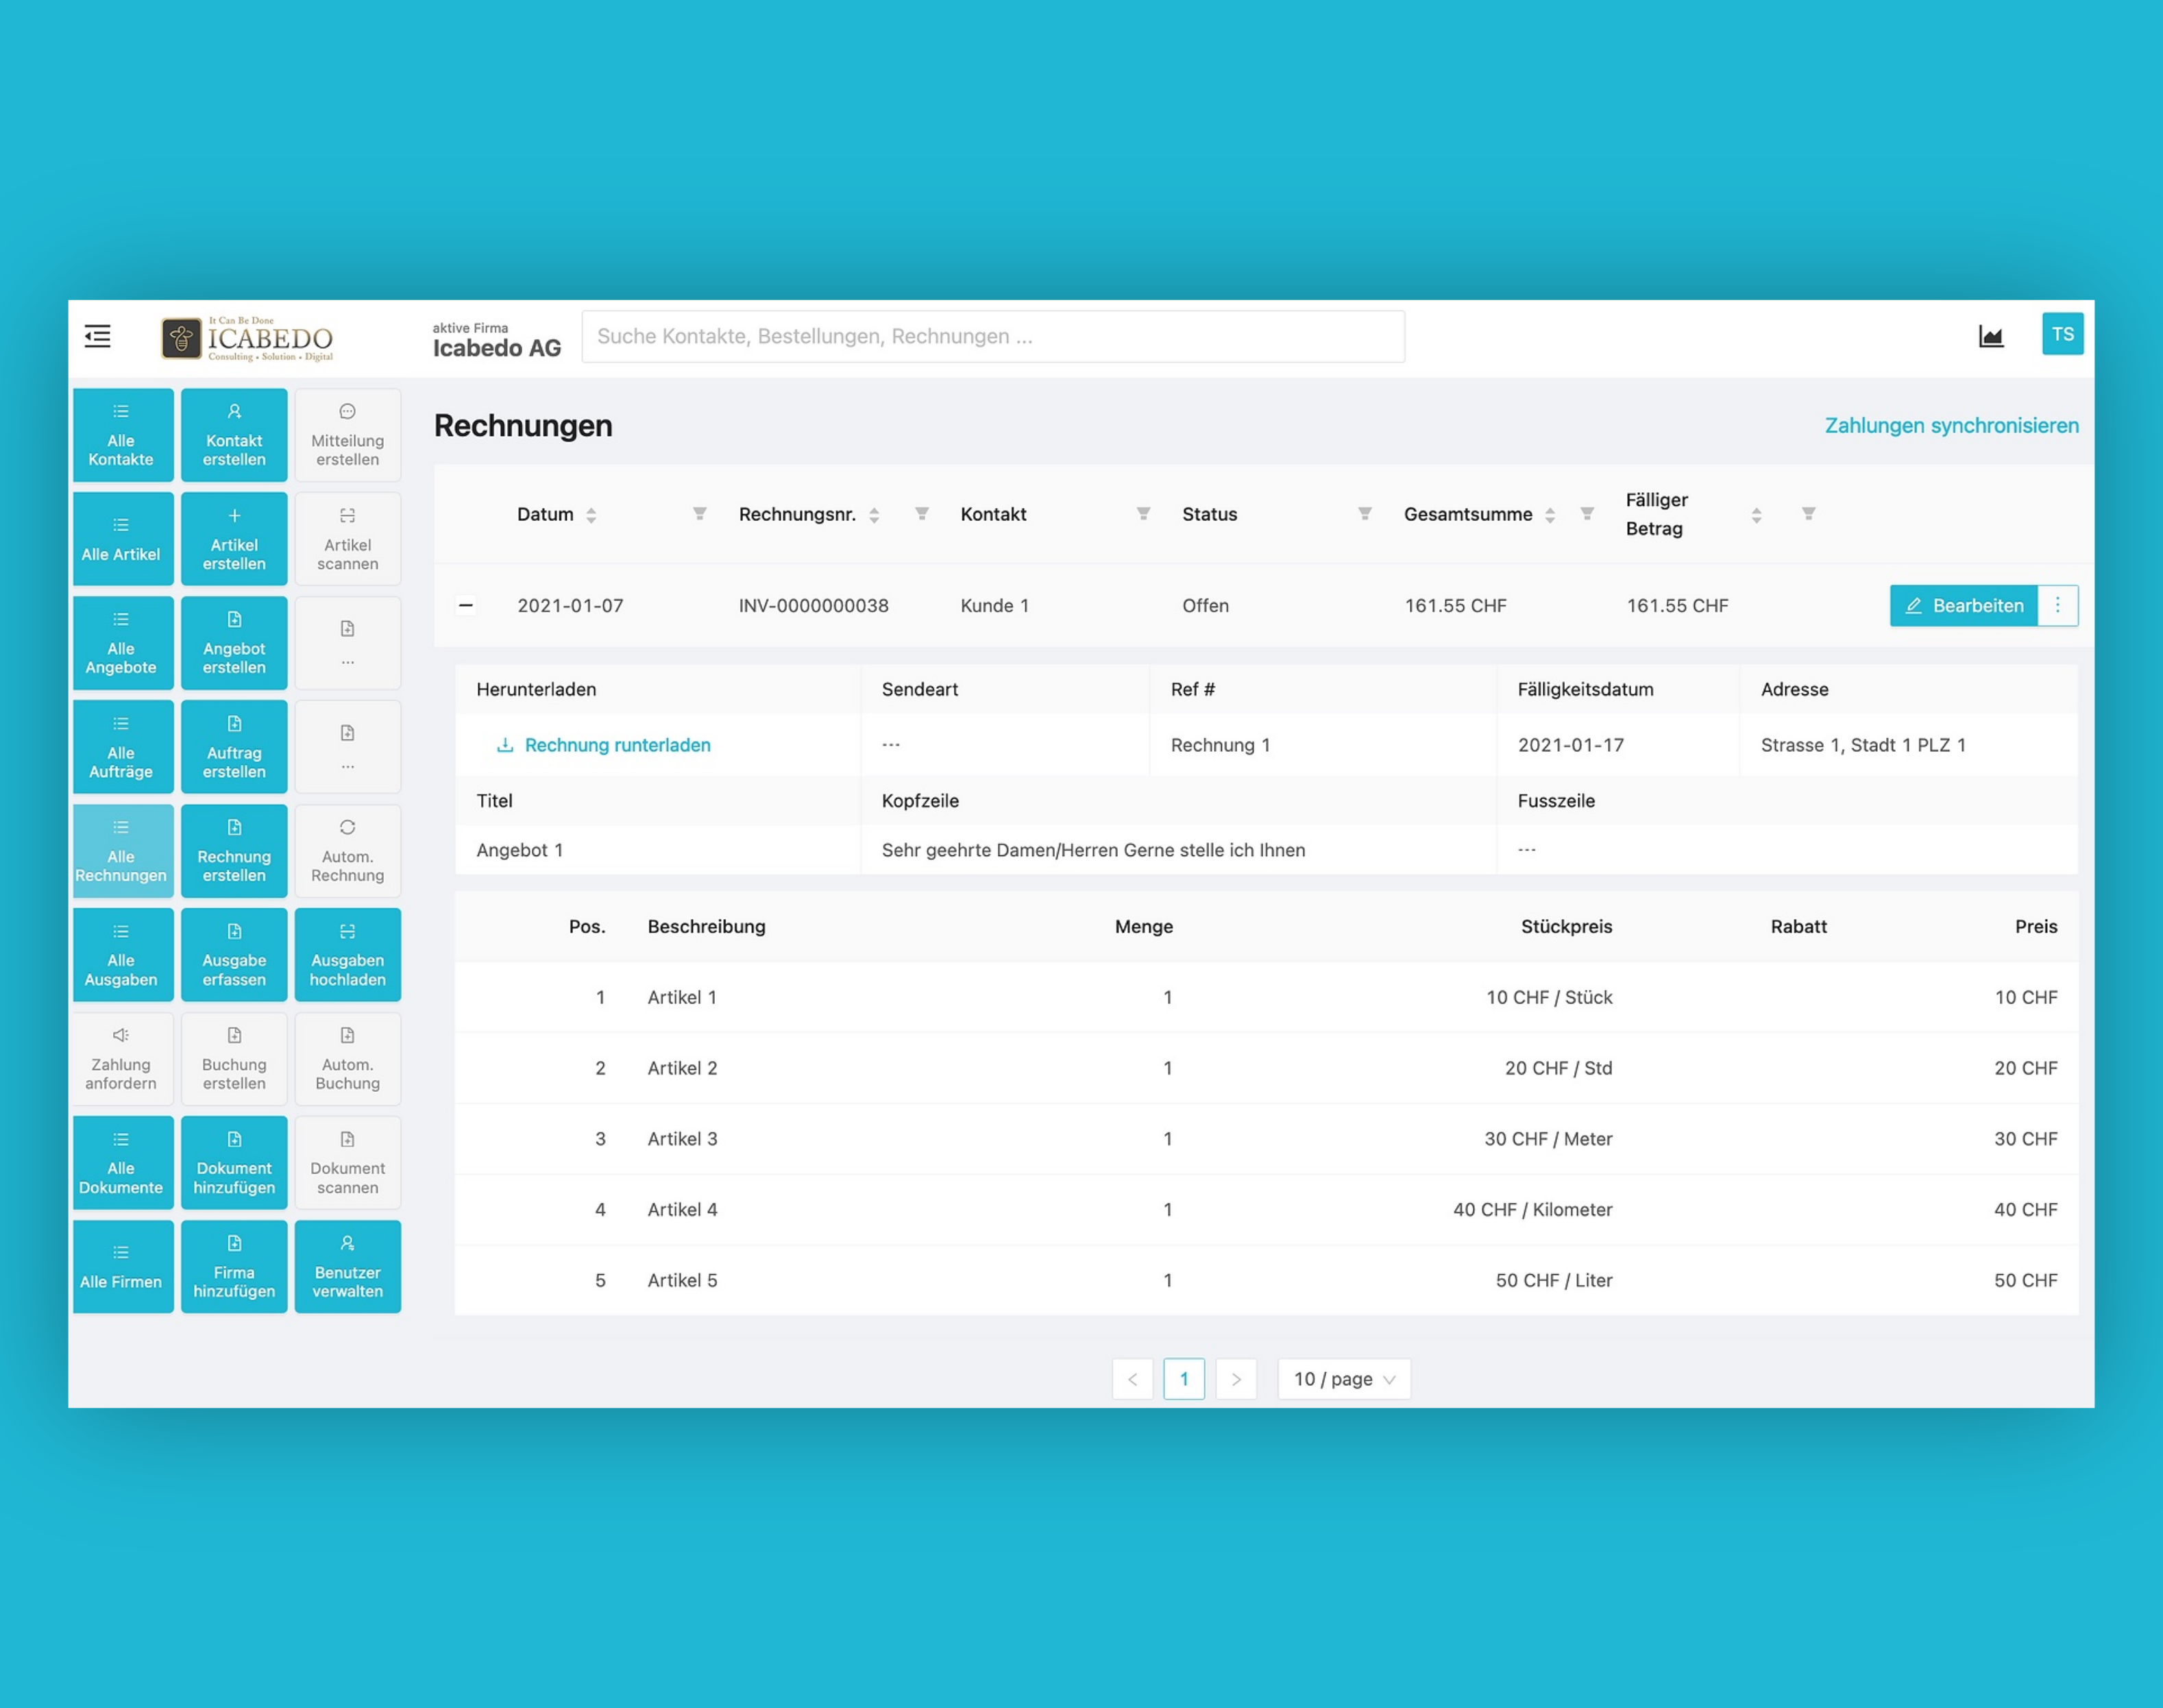 It Can Be Done
ICABEDO
Consulting • Solution • Digital
aktive Firma
Icabedo AG
Suche Kontakte, Bestellungen, Rechnungen ...
TS
Alle
Kontakte
Kontakt
erstellen
Mitteilung
erstellen
Alle Artikel
Artikel
erstellen
Artikel
scannen
Alle
Angebote
Angebot
erstellen
...
Alle
Aufträge
Auftrag
erstellen
...
Alle
Rechnungen
Rechnung
erstellen
Autom.
Rechnung
Alle
Ausgaben
Ausgabe
erfassen
Ausgaben
hochladen
Zahlung
anfordern
Buchung
erstellen
Autom.
Buchung
Alle
Dokumente
Dokument
hinzufügen
Dokument
scannen
Alle Firmen
Firma
hinzufügen
Benutzer
verwalten
Rechnungen
Zahlungen synchronisieren
Datum Rechnungsnr. Kontakt Status Gesamtsumme Fälliger
Betrag
2021-01-07 INV-0000000038 Kunde 1 Offen 161.55 CHF 161.55 CHF Bearbeiten
Herunterladen Sendeart Ref # Fälligkeitsdatum Adresse
Rechnung runterladen --- Rechnung 1 2021-01-17 Strasse 1, Stadt 1 PLZ 1
Titel Kopfzeile Fusszeile
Angebot 1 Sehr geehrte Damen/Herren Gerne stelle ich Ihnen ---
Pos. Beschreibung Menge Stückpreis Rabatt Preis
1 Artikel 1 1 10 CHF / Stück 10 CHF
2 Artikel 2 1 20 CHF / Std 20 CHF
3 Artikel 3 1 30 CHF / Meter 30 CHF
4 Artikel 4 1 40 CHF / Kilometer 40 CHF
5 Artikel 5 1 50 CHF / Liter 50 CHF
< 1 > 10 / page